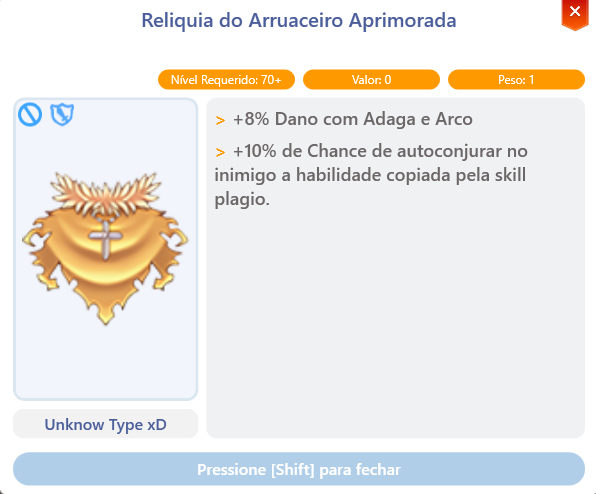 Reliquia do Arruaceiro Aprimorada
Nível Requerido: 70+
Valor: 0
Peso: 1
> +8% Dano com Adaga e Arco
> +10% de Chance de autoconjurar no
inimigo a habilidade copiada pela skill
plagio.
Unknow Type xD
Pressione [Shift] para fechar